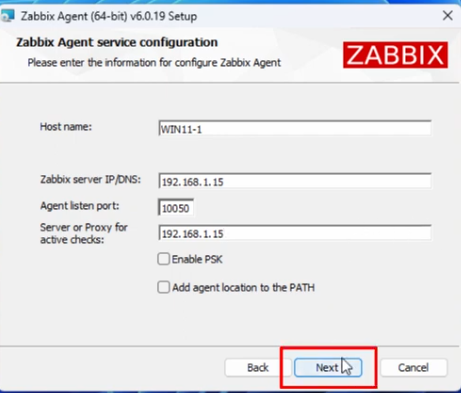 Zabbix Agent (64-bit) v6.0.19 Setup
Zabbix Agent service configuration
Please enter the information for configure Zabbix Agent
ZABBIX
Host name:
WIN11-1
Zabbix server IP/DNS:
192.168.1.15
Agent listen port:
10050
Server or Proxy for
active checks:
192.168.1.15
Enable PSK
Add agent location to the PATH
Back
Next
Cancel